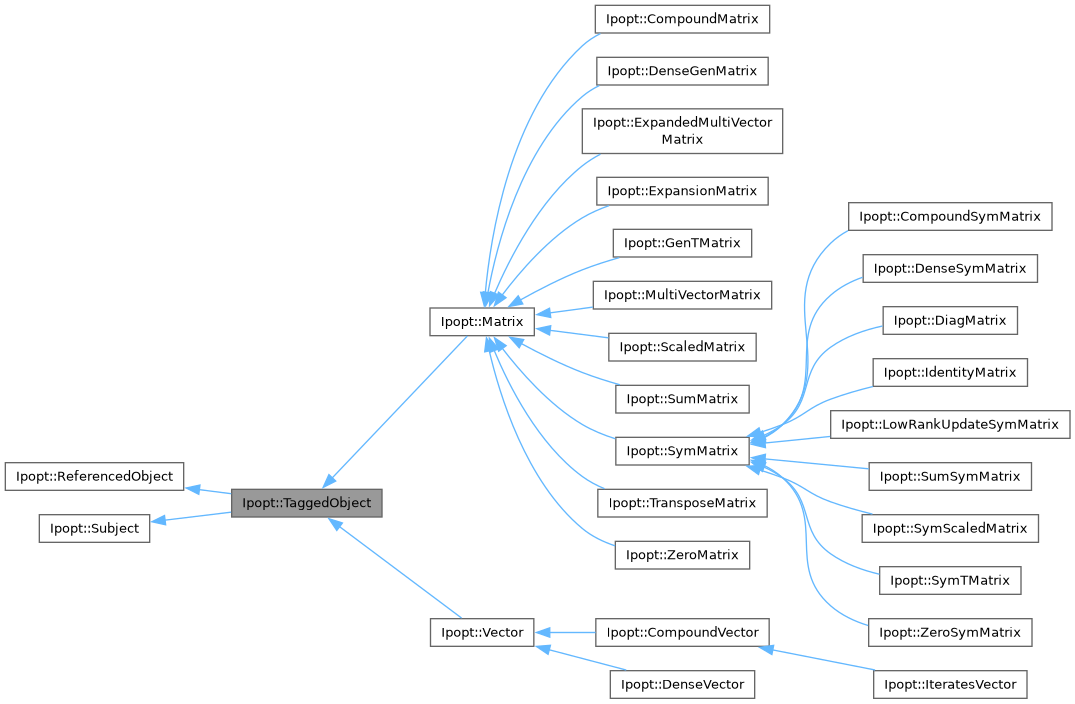 Ipopt::CompoundMatrix
Ipopt::DenseGenMatrix
Ipopt::ExpandedMultiVector
Matrix
Ipopt::ExpansionMatrix
Ipopt::CompoundSymMatrix
Ipopt::GenTMatrix
Ipopt::DenseSymMatrix
Ipopt::MultiVectorMatrix
Ipopt::Matrix
Ipopt::DiagMatrix
Ipopt::ScaledMatrix
Ipopt::IdentityMatrix
Ipopt::SumMatrix
Ipopt::LowRankUpdateSymMatrix
Ipopt::SymMatrix
Ipopt::ReferencedObject
Ipopt::SumSymMatrix
Ipopt::TaggedObject
Ipopt::TransposeMatrix
Ipopt::Subject
Ipopt::SymScaledMatrix
Ipopt::ZeroMatrix
Ipopt::SymTMatrix
Ipopt::Vector
Ipopt::CompoundVector
Ipopt::ZeroSymMatrix
Ipopt::DenseVector
Ipopt::IteratesVector